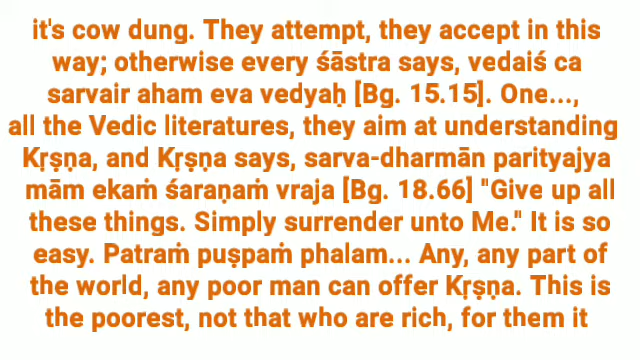 it's cow dung. They attempt, they accept in this
way; otherwise every śāstra says, vedaiś ca
sarvair aham eva vedyaḥ [Bg. 15.15]. One...,
all the Vedic literatures, they aim at understanding
Kṛṣṇa, and Kṛṣṇa says, sarva-dharmān parityajya
mām ekaṁ śaraṇaṁ vraja [Bg. 18.66] "Give up all
these things. Simply surrender unto Me." It is so
easy. Patraṁ puṣpaṁ phalam... Any, any part of
the world, any poor man can offer Kṛṣṇa. This is
the poorest, not that who are rich, for them it